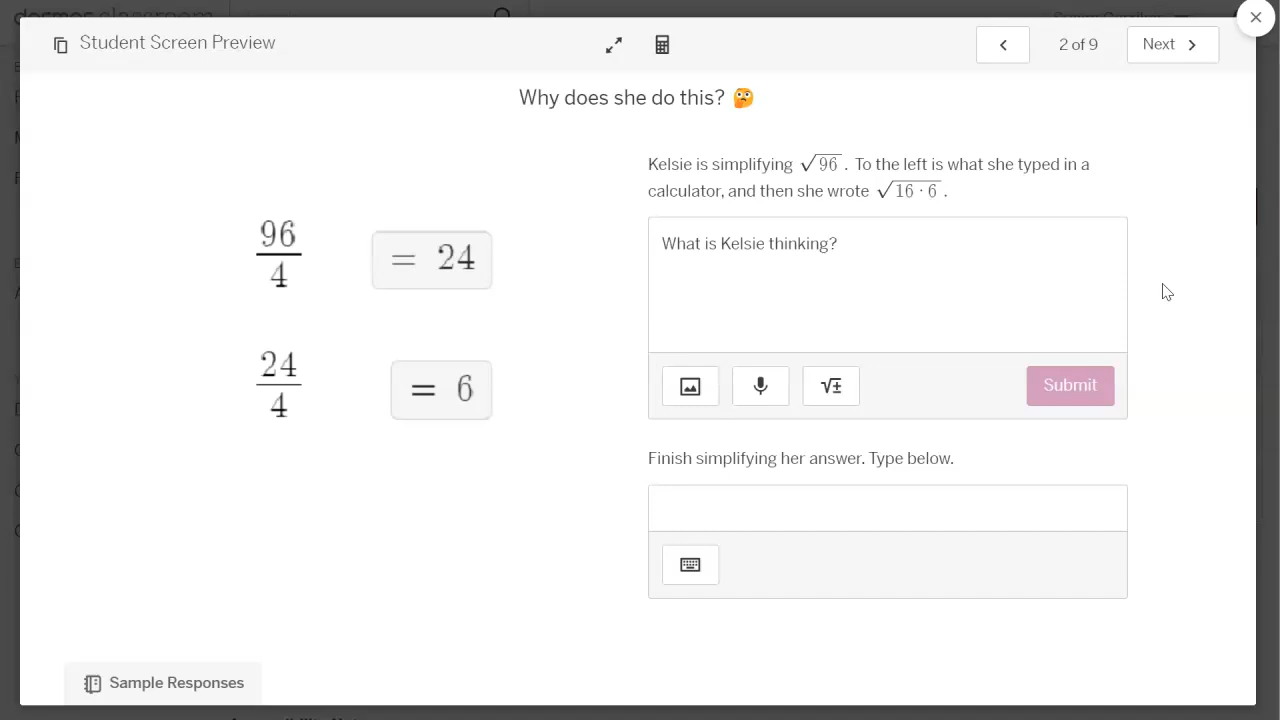 Student Screen Preview
2 of 9
Next
Why does she do this? 🤔
Kelsie is simplifying √96 . To the left is what she typed in a
calculator, and then she wrote √16 · 6 .
96/4 = 24
24/4 = 6
What is Kelsie thinking?
√±
Submit
Finish simplifying her answer. Type below.
Sample Responses